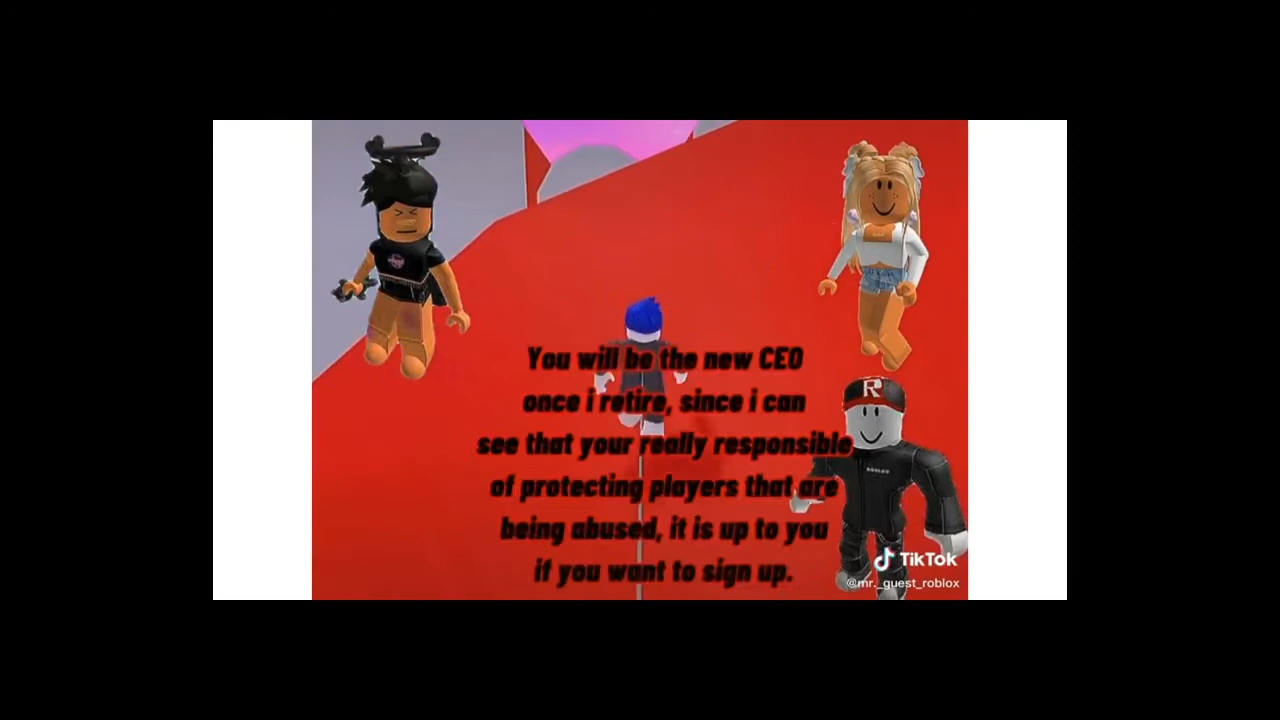 You will be the new CEO
once i retire, since i can
see that your really responsible
of protecting players that are
being abused, it is up to you
if you want to sign up.
R
ROBLOX
TikTok
@mr._guest_roblox